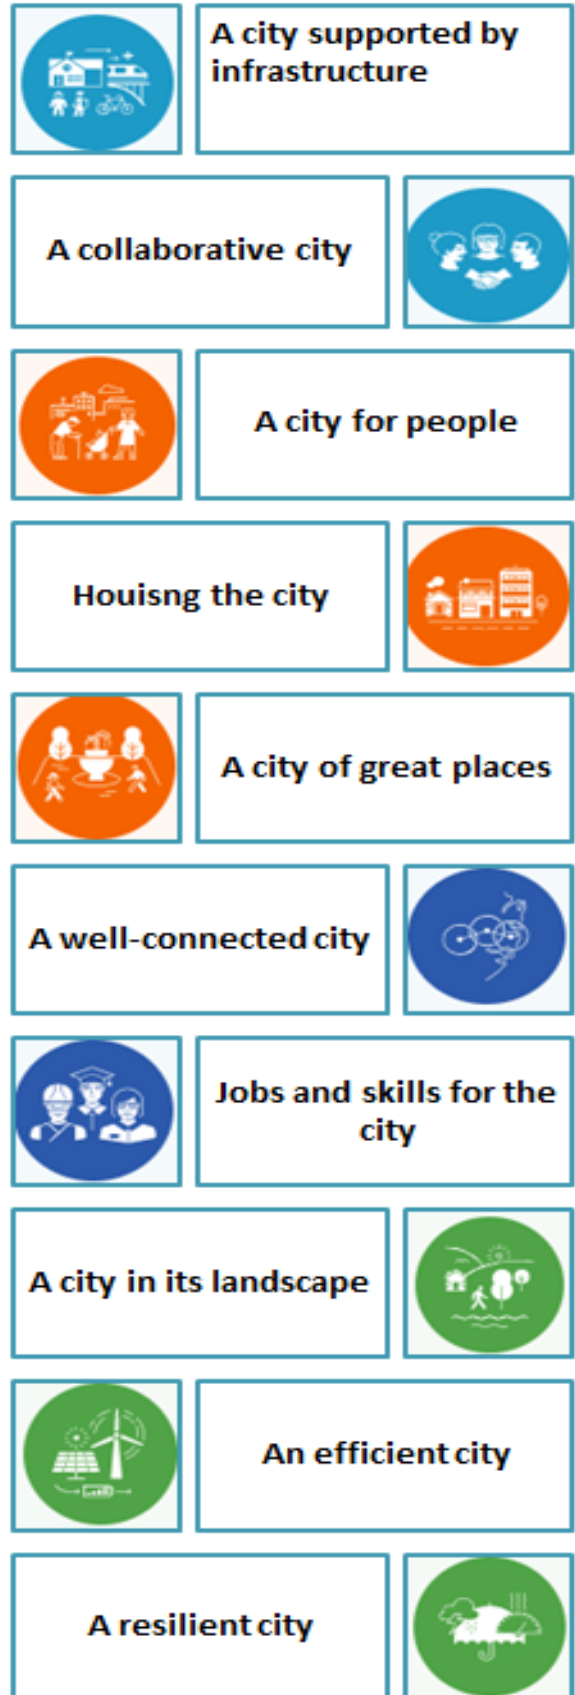 A city supported by
infrastructure
A collaborative city
A city for people
Houisng the city
A city of great places
A well-connected city
Jobs and skills for the
city
A city in its landscape
An efficient city
A resilient city